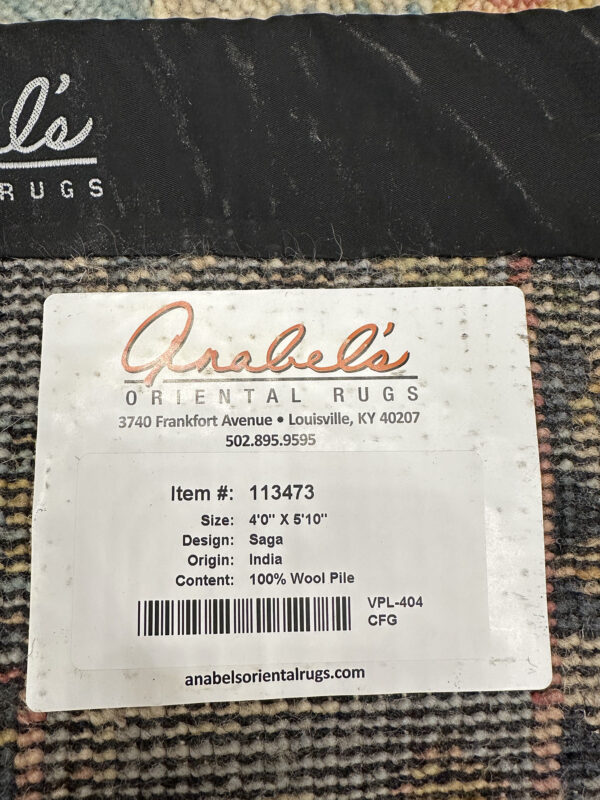 el's
RUGS
Anabel's
ORIENTAL RUGS
3740 Frankfort Avenue • Louisville, KY 40207
502.895.9595
Item #: 113473
Size: 4'0" X 5'10"
Design: Saga
Origin: India
Content: 100% Wool Pile
VPL-404
CFG
anabelsorientalrugs.com